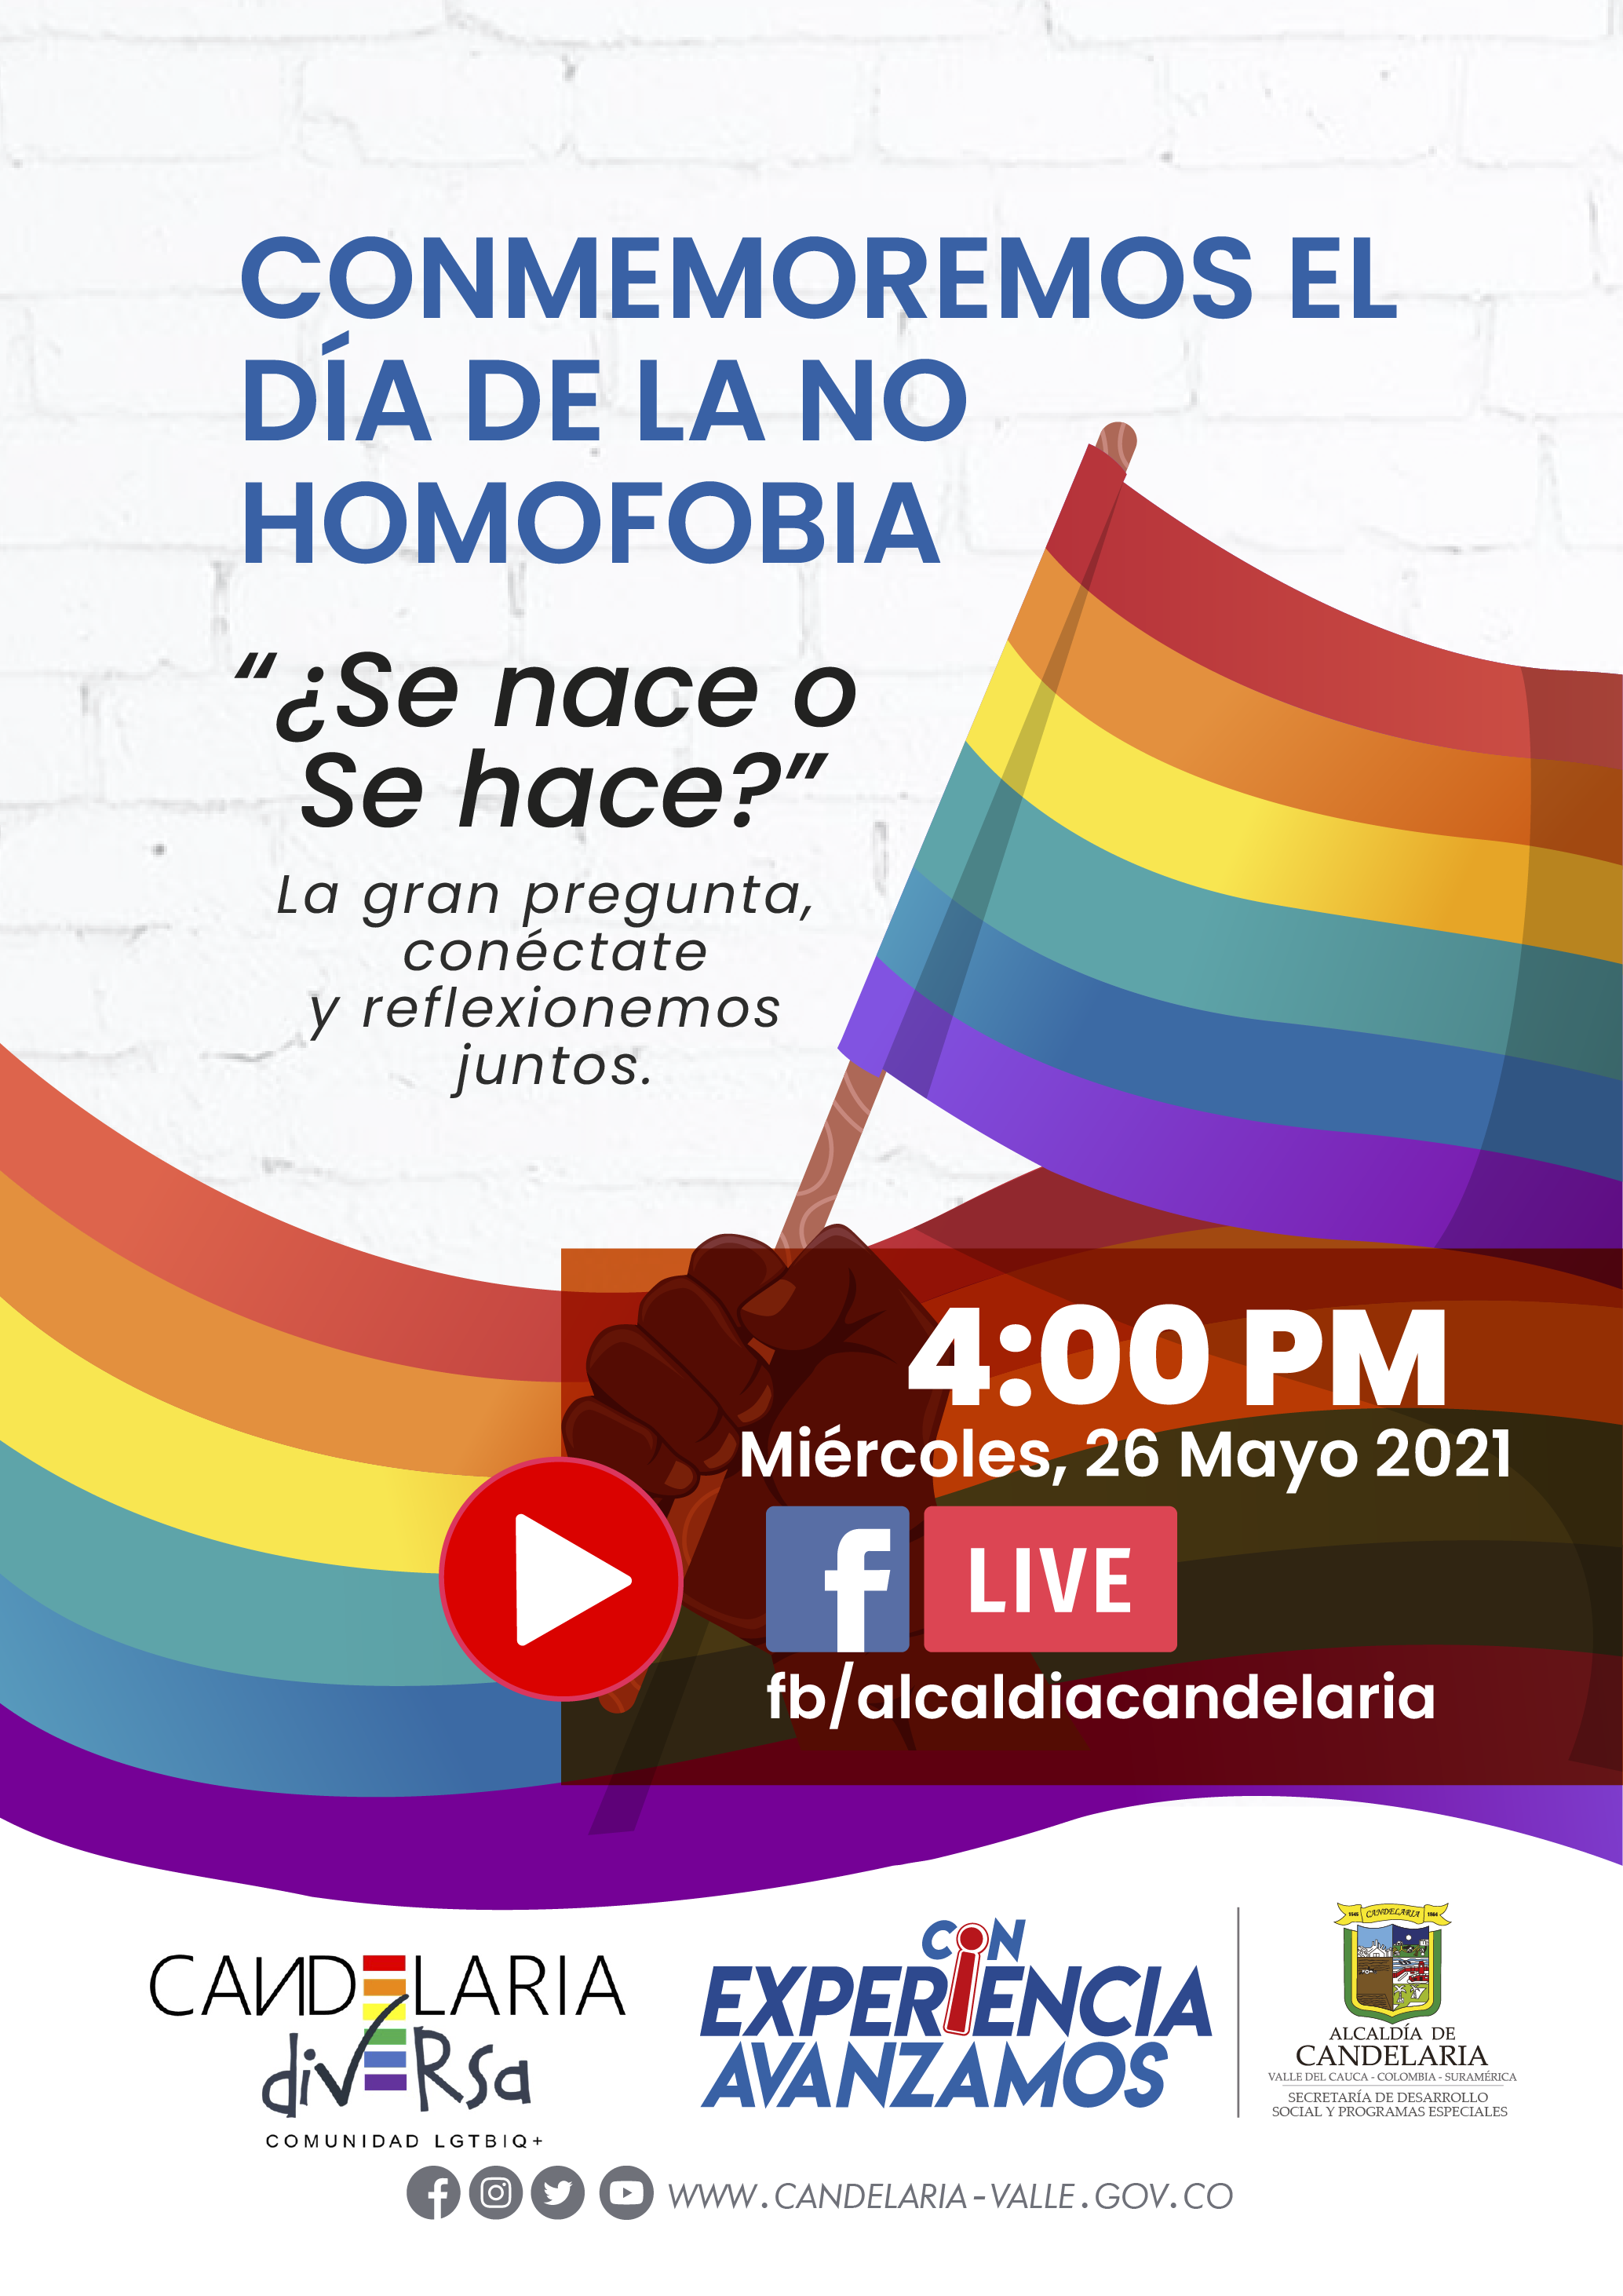 CONMEMOREMOS EL
DÍA DE LA NO
HOMOFOBIA
“¿Se nace o
Se hace?”
La gran pregunta,
conéctate
y reflexionemos
juntos.
4:00 PM
Miércoles, 26 Mayo 2021
f LIVE
fb/alcaldiacandelaria
CANDELARIA
diVERsa
COMUNIDAD LGTBIQ+
CON
EXPERiENCIA
AVANZAMOS
1545 CANDELARIA 1864
ALCALDÍA DE
CANDELARIA
VALLE DEL CAUCA - COLOMBIA - SURAMÉRICA
SECRETARÍA DE DESARROLLO
SOCIAL Y PROGRAMAS ESPECIALES
WWW.CANDELARIA-VALLE.GOV.CO